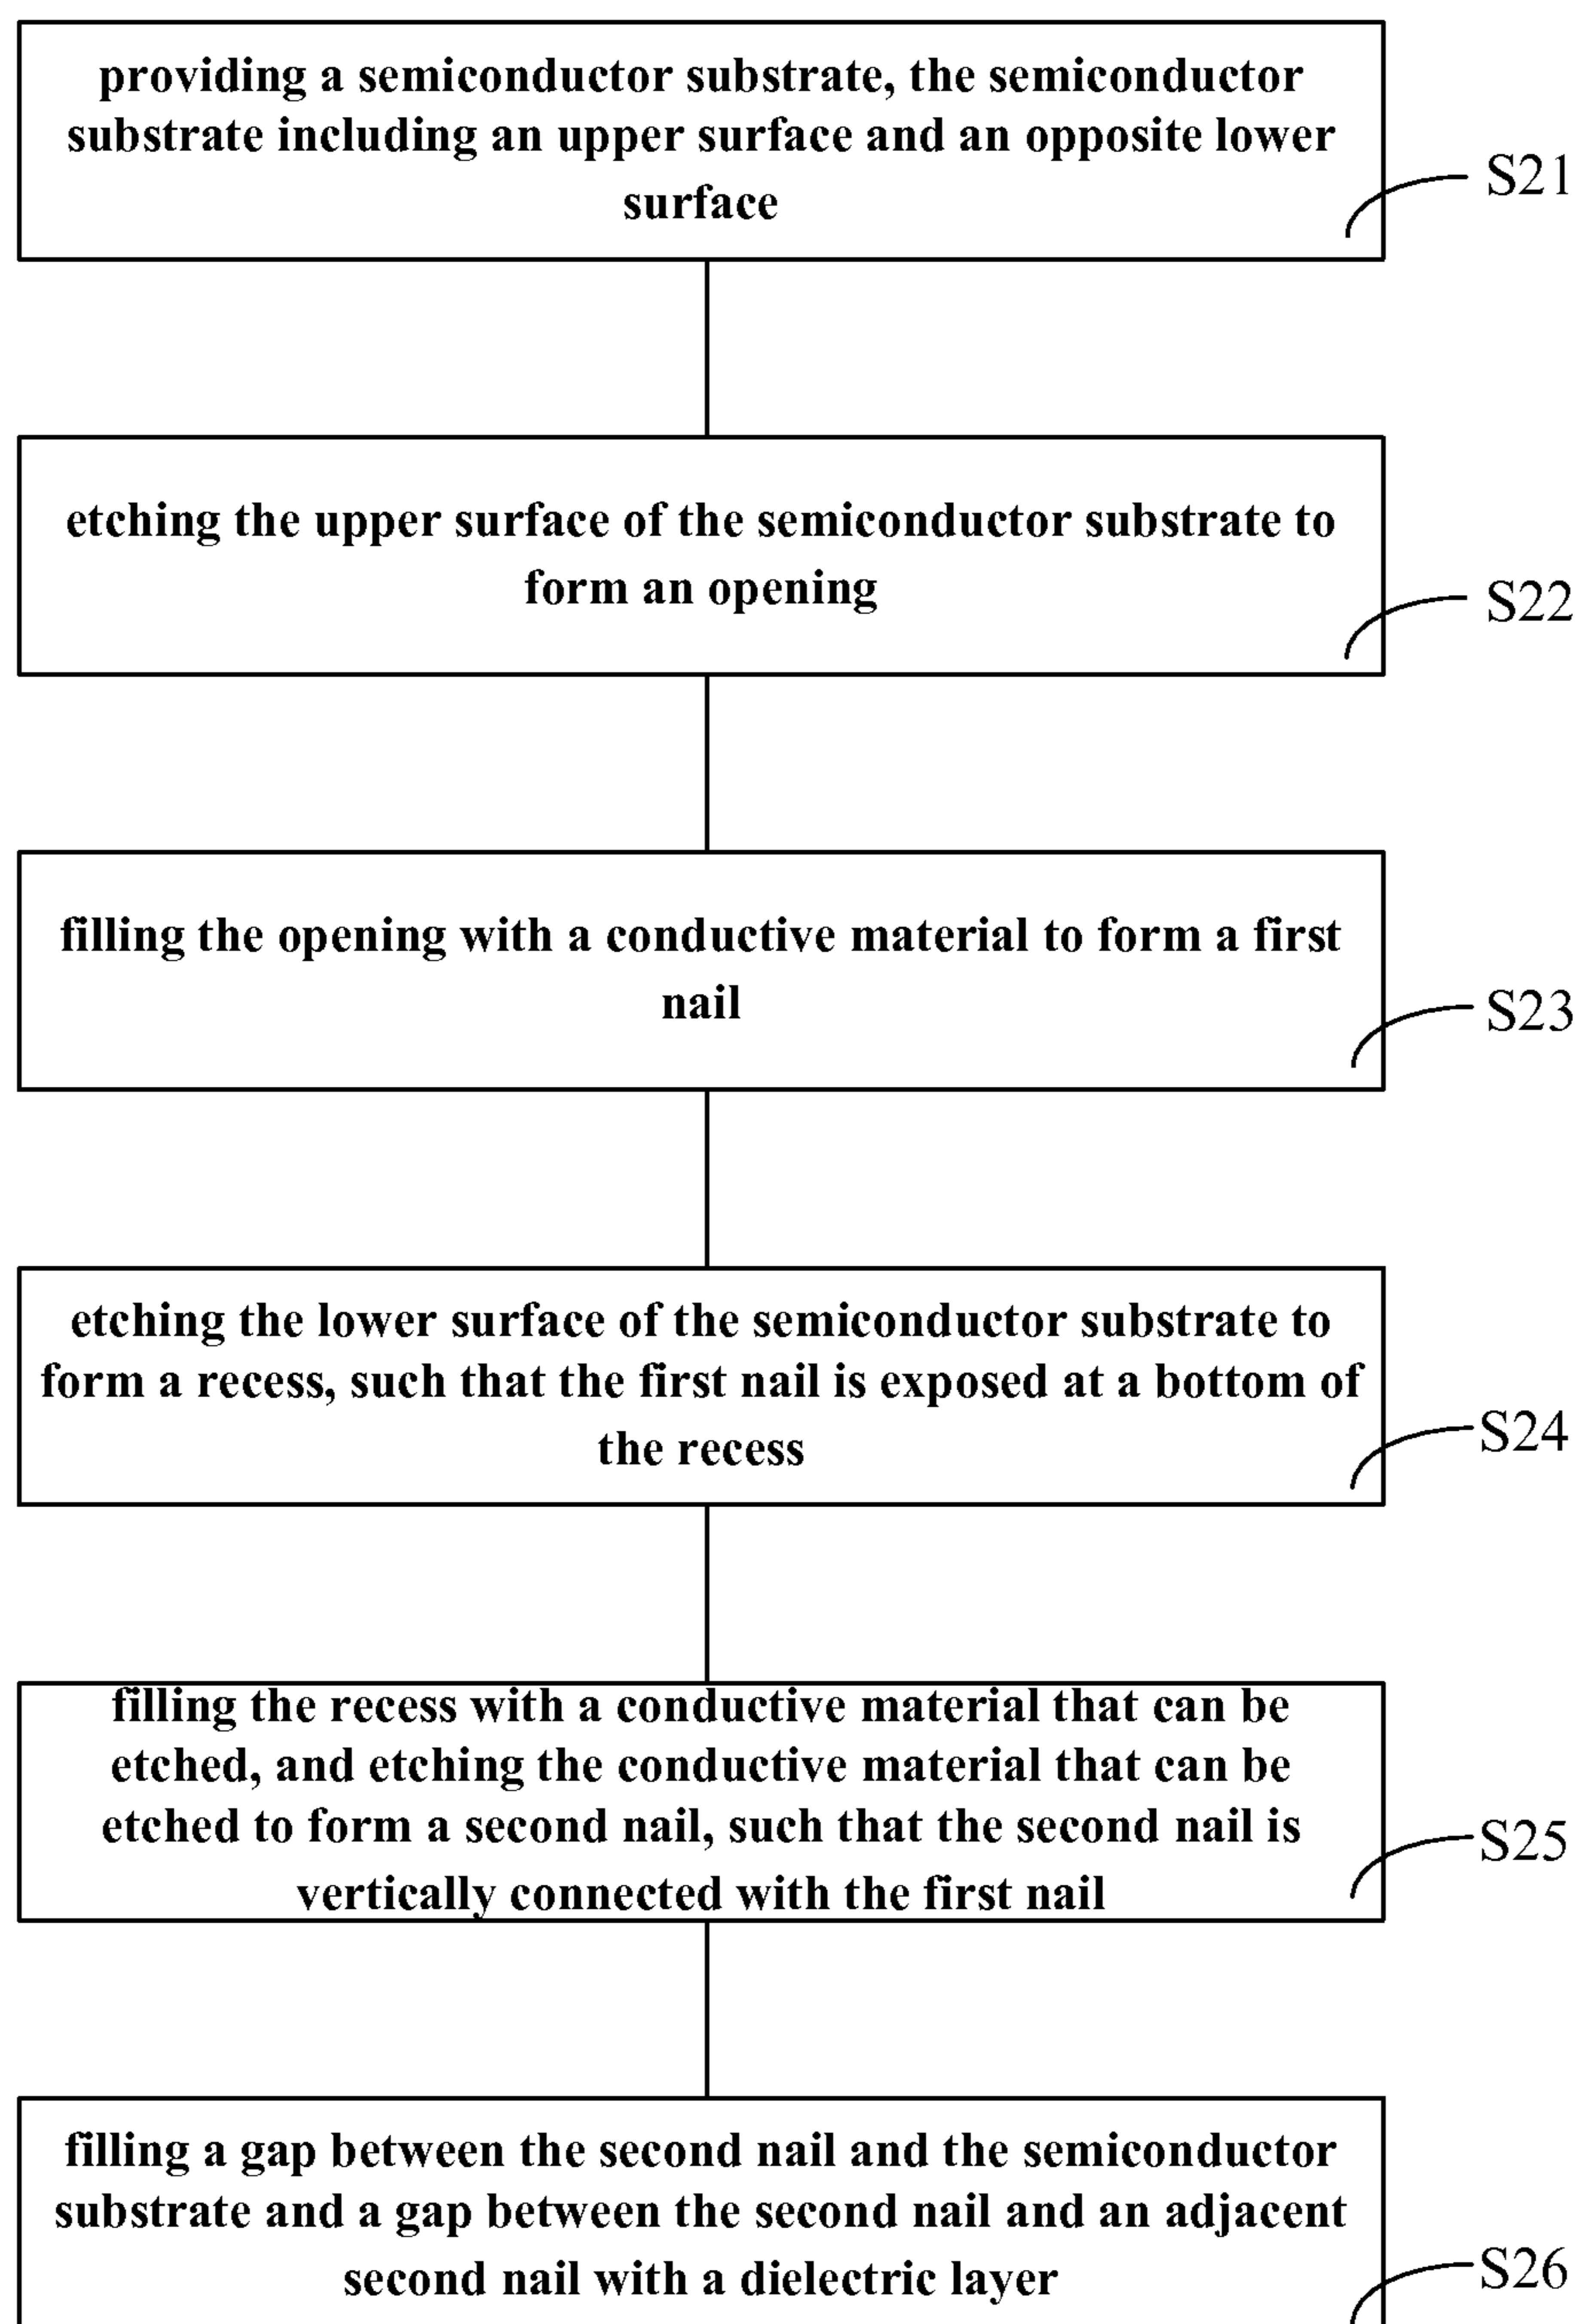 providing a semiconductor substrate, the semiconductor
substrate including an upper surface and an opposite lower
surface
S21
etching the upper surface of the semiconductor substrate to
form an opening
S22
filling the opening with a conductive material to form a first
nail
S23
etching the lower surface of the semiconductor substrate to
form a recess, such that the first nail is exposed at a bottom of
the recess
S24
filling the recess with a conductive material that can be
etched, and etching the conductive material that can be
etched to form a second nail, such that the second nail is
vertically connected with the first nail
S25
filling a gap between the second nail and the semiconductor
substrate and a gap between the second nail and an adjacent
second nail with a dielectric layer
S26